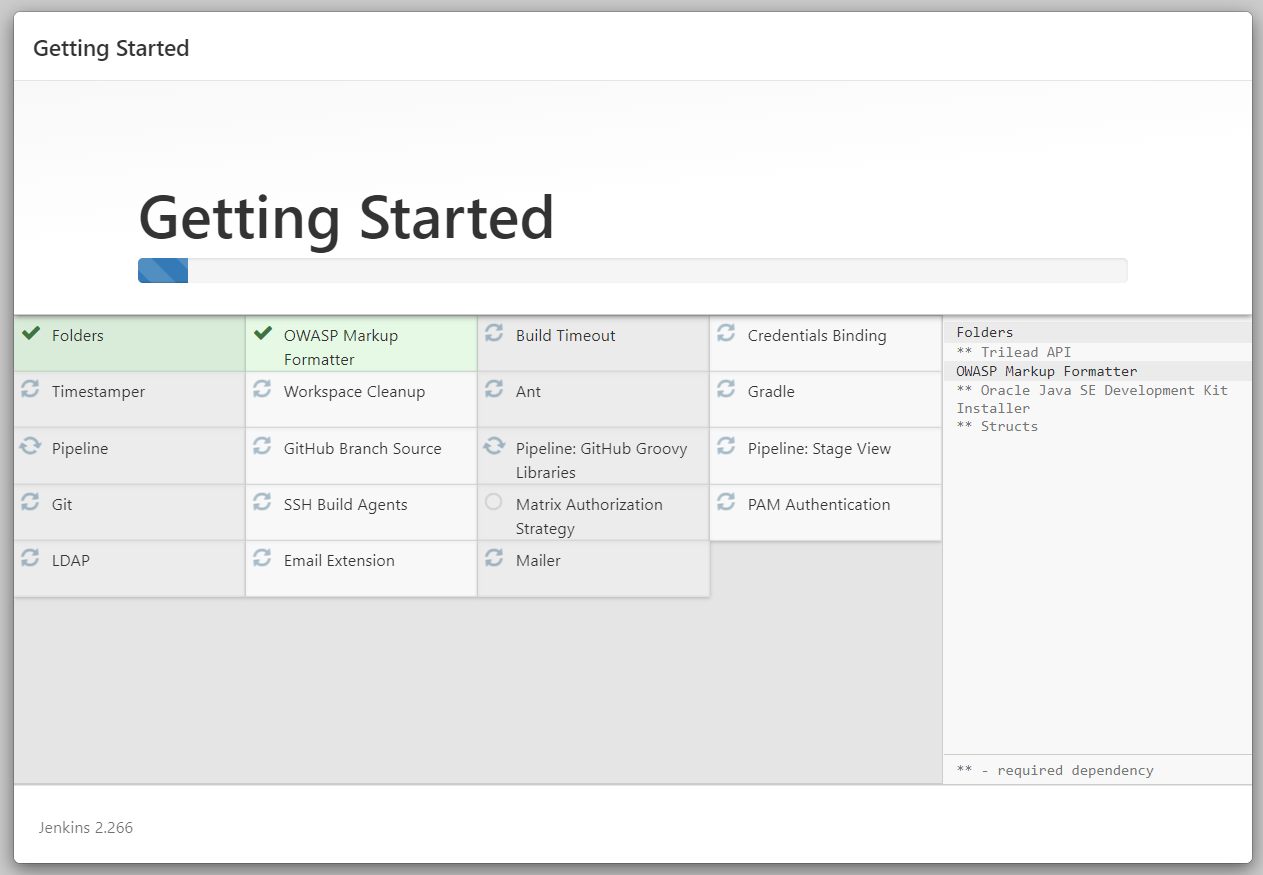 Getting Started
Getting Started
Folders
OWASP Markup
Formatter
Build Timeout
Credentials Binding
Timestamper
Workspace Cleanup
Ant
Gradle
Pipeline
GitHub Branch Source
Pipeline: GitHub Groovy
Libraries
Pipeline: Stage View
Git
SSH Build Agents
Matrix Authorization
Strategy
PAM Authentication
LDAP
Email Extension
Mailer
Folders
** Trilead API
OWASP Markup Formatter
** Oracle Java SE Development Kit
Installer
** Structs
** - required dependency
Jenkins 2.266